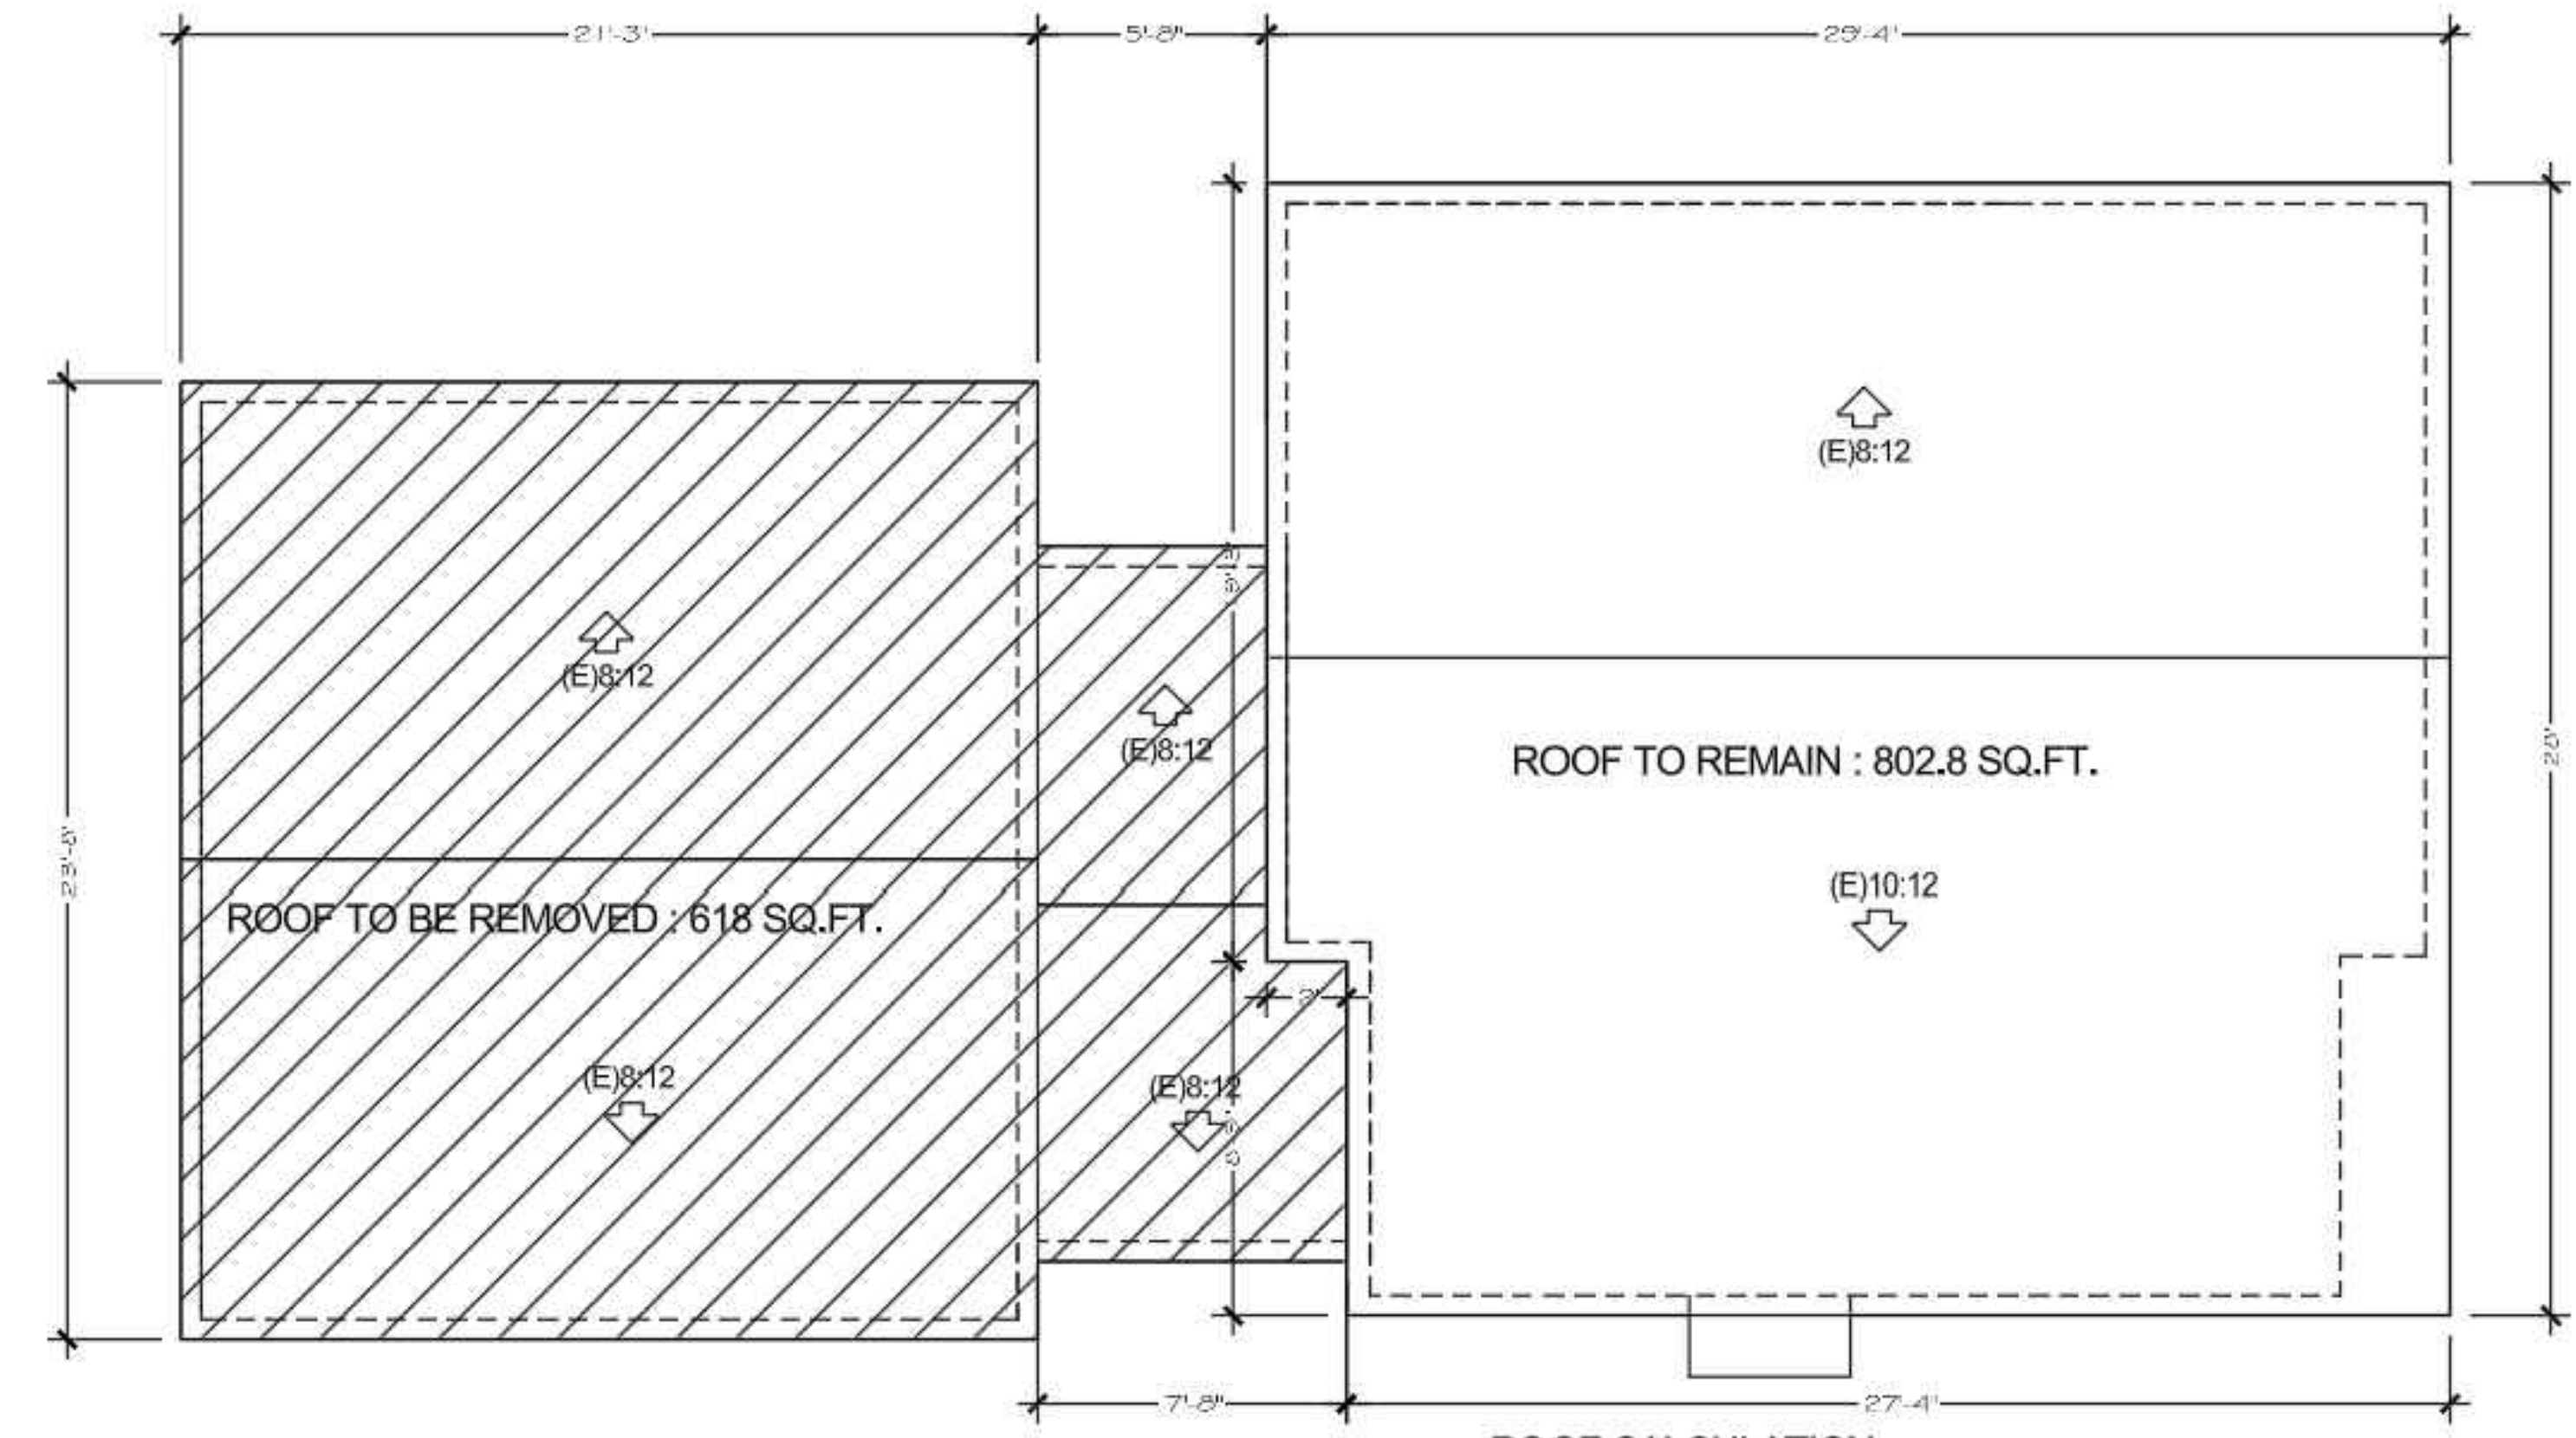 21'-3" 5'-8" 29'-4"
(E)8:12
(E)8:12
(E)8:12
ROOF TO REMAIN : 802.8 SQ.FT.
28'
23'-8"
(E)10:12
ROOF TO BE REMOVED : 618 SQ.FT.
2'
(E)8:12
(E)8:12
7'-8" 27'-4"